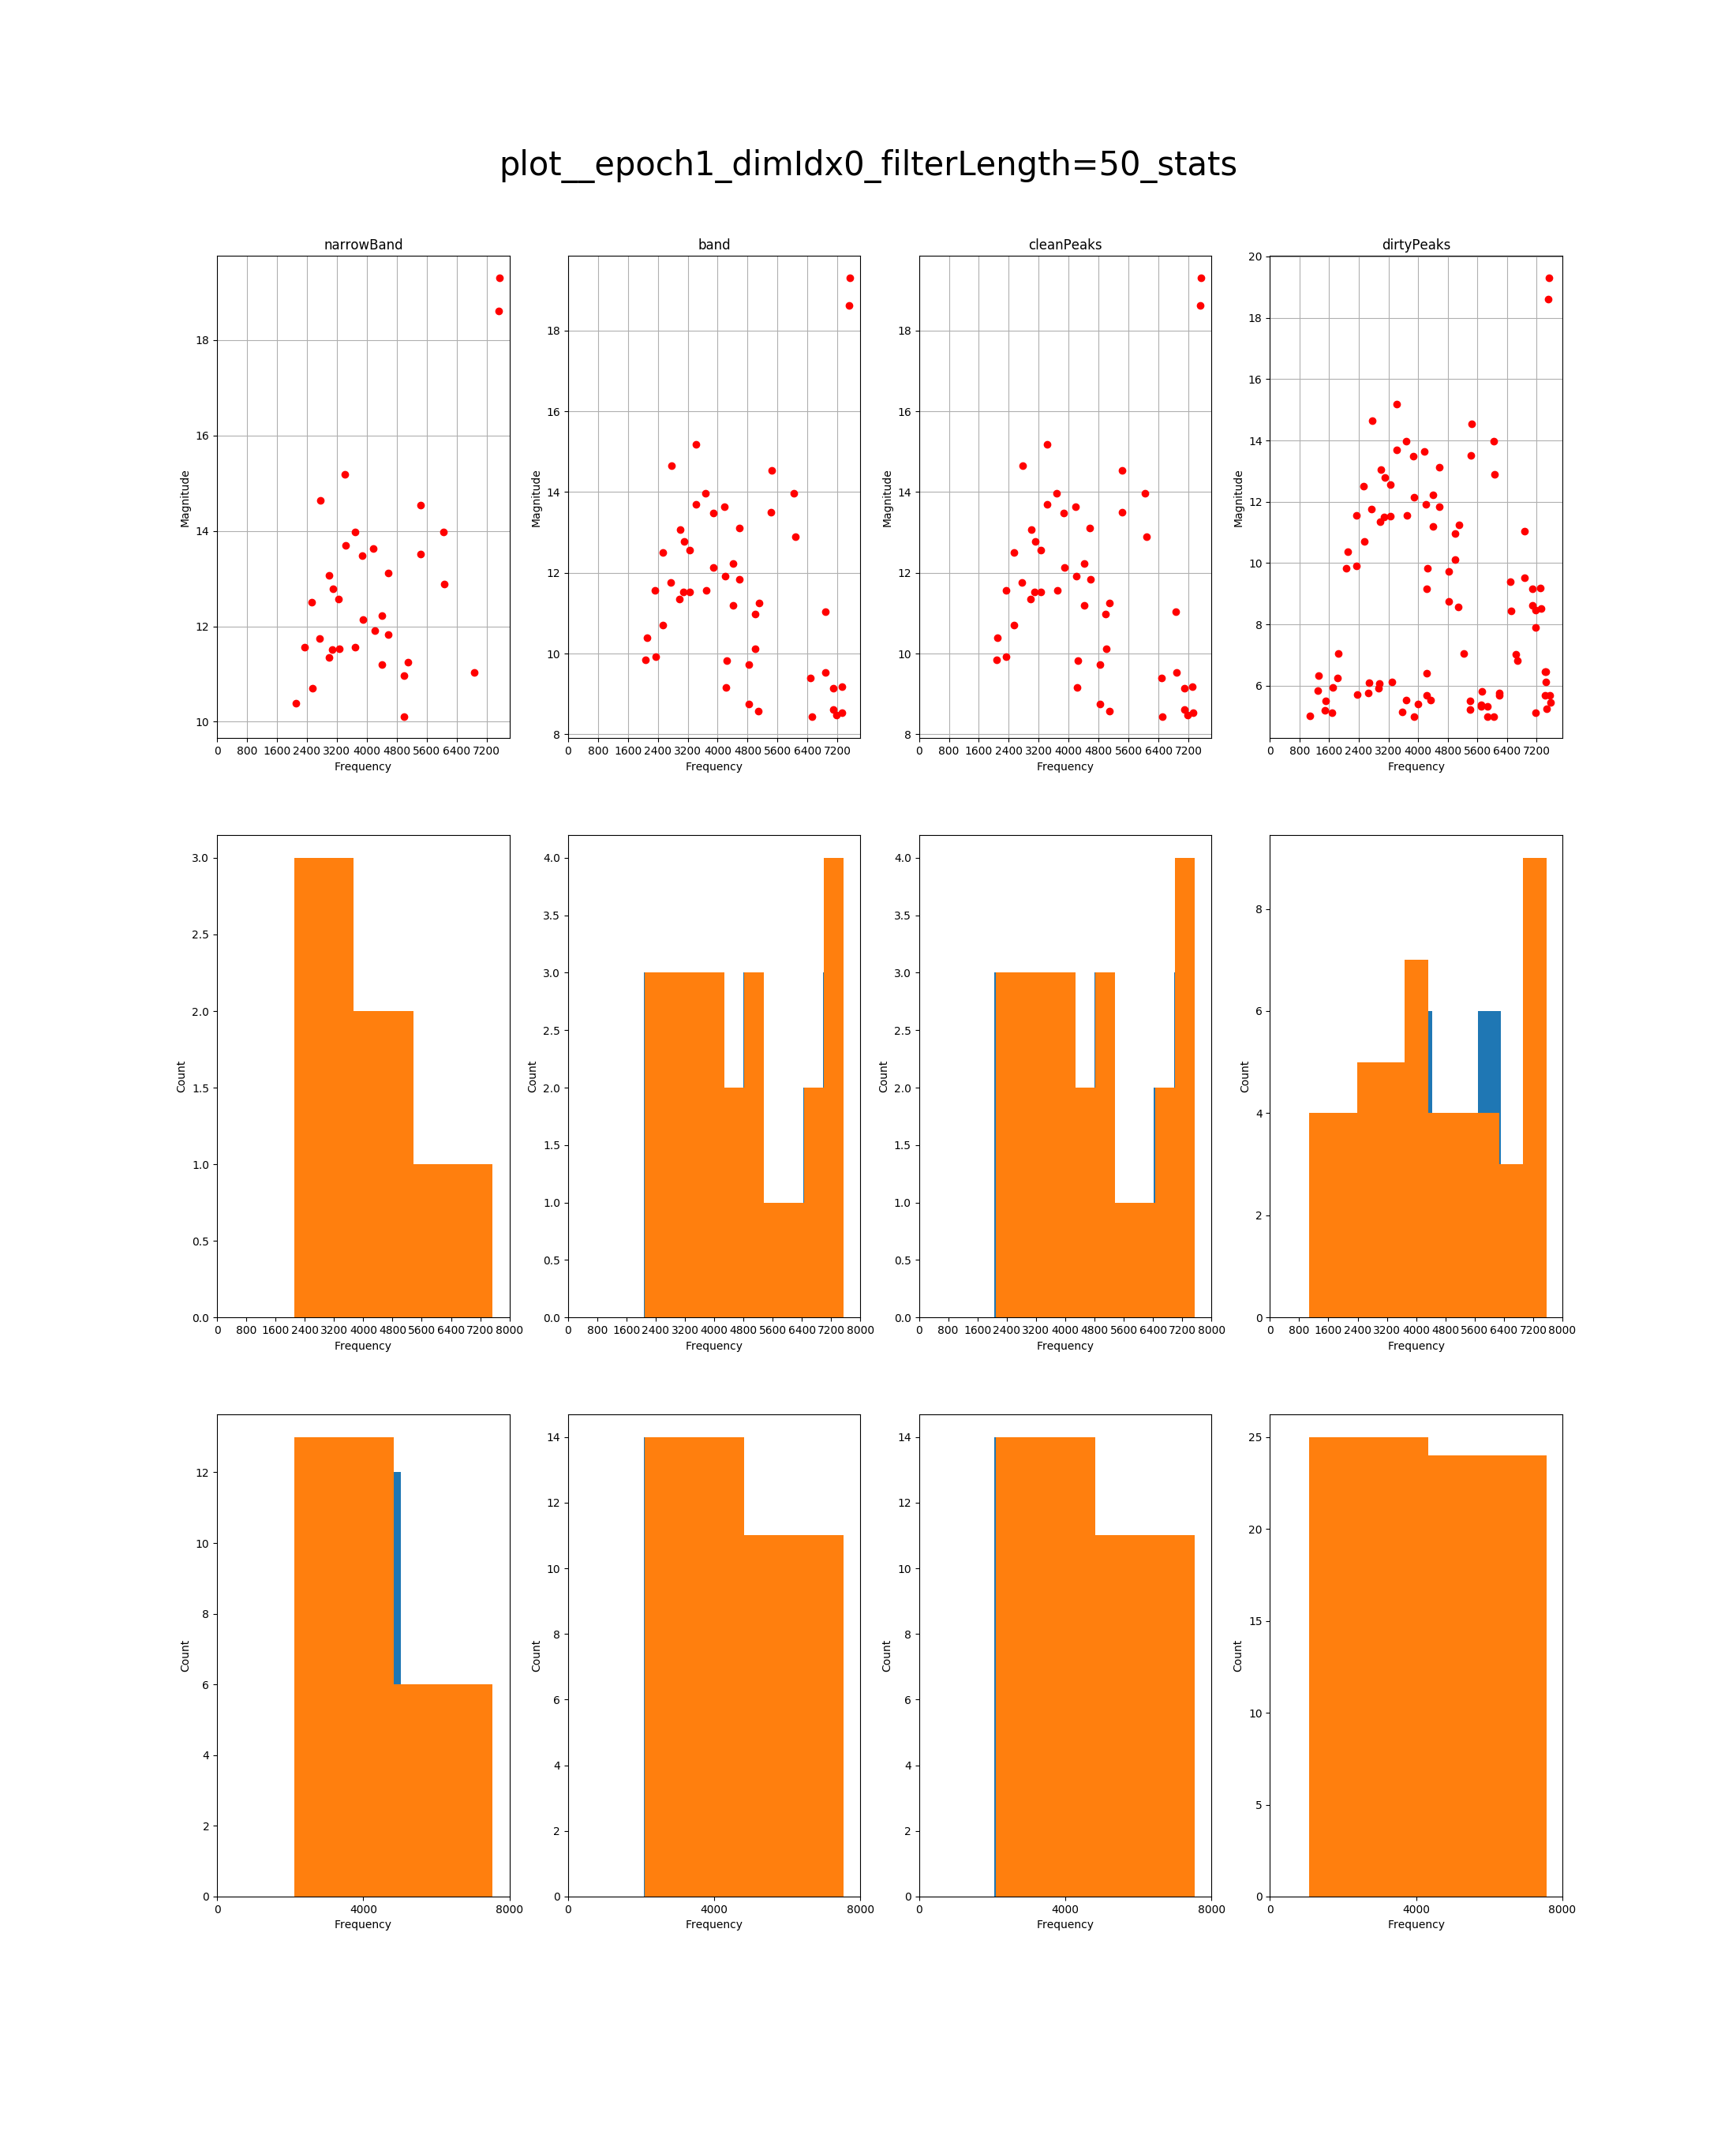 plot__epoch1_dimIdx0_filterLength=50_stats
narrowBand band cleanPeaks dirtyPeaks
20
18 18 18 18
16 16 16 16
14 14 14 14
12 12 12 12
10 10 10 10
8 8 8
6
Magnitude Magnitude Magnitude Magnitude
0 800 1600 2400 3200 4000 4800 5600 6400 7200 0 800 1600 2400 3200 4000 4800 5600 6400 7200 0 800 1600 2400 3200 4000 4800 5600 6400 7200 0 800 1600 2400 3200 4000 4800 5600 6400 7200
Frequency Frequency Frequency Frequency
3.0 4.0 4.0 8
2.5 3.5 3.5 6
2.0 3.0 3.0 4
1.5 2.5 2.5 2
1.0 2.0 2.0 0
0.5 1.5 1.5
0.0 1.0 1.0
0.5 0.5
0.0 0.0
Count Count Count Count
0 800 1600 2400 3200 4000 4800 5600 6400 7200 8000 0 800 1600 2400 3200 4000 4800 5600 6400 7200 8000 0 800 1600 2400 3200 4000 4800 5600 6400 7200 8000 0 800 1600 2400 3200 4000 4800 5600 6400 7200 8000
Frequency Frequency Frequency Frequency
12 14 14 25
10 12 12 20
8 10 10 15
6 8 8 10
4 6 6 5
2 4 4 0
0 2 2
0 0
Count Count Count Count
0 4000 8000 0 4000 8000 0 4000 8000 0 4000 8000
Frequency Frequency Frequency Frequency